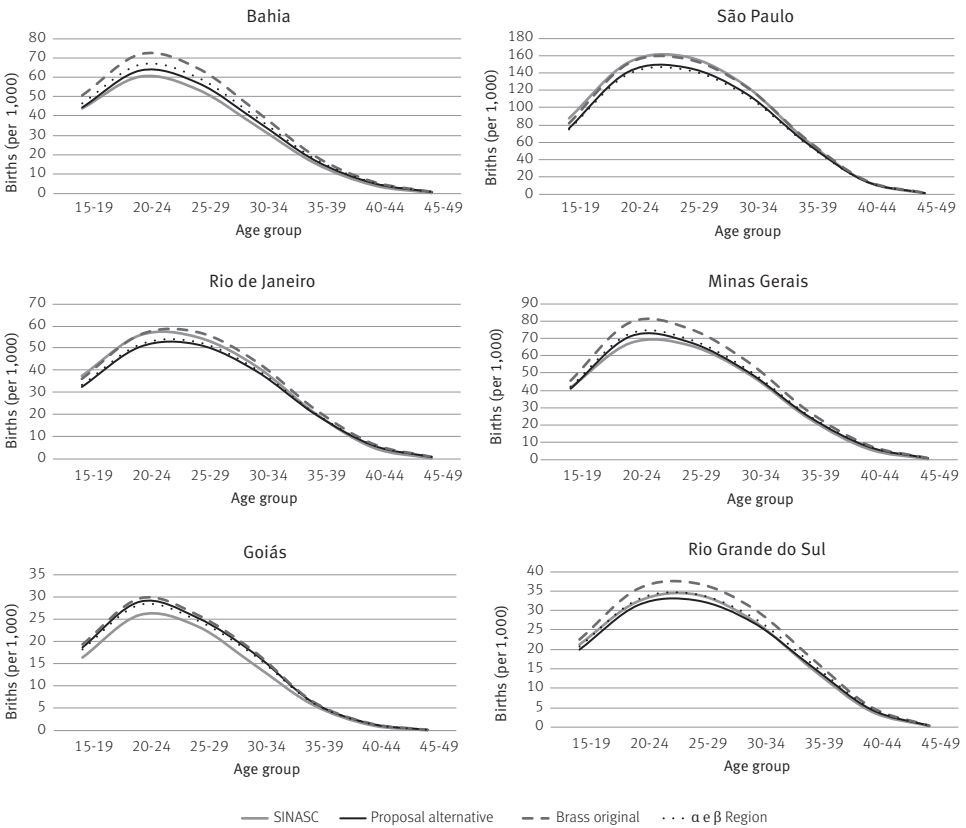 Bahia
80
70
60
50
40
30
20
10
0
Births (per 1,000)
15-19 20-24 25-29 30-34 35-39 40-44 45-49
Age group
São Paulo
180
160
140
120
100
80
60
40
20
0
Briths (per 1,000)
15-19 20-24 25-29 30-34 35-39 40-44 45-49
Age group
Rio de Janeiro
70
60
50
40
30
20
10
0
Births (per 1,000)
15-19 20-24 25-29 30-34 35-39 40-44 45-49
Age group
Minas Gerais
90
80
70
60
50
40
30
20
10
0
Births (per 1,000)
15-19 20-24 25-29 30-34 35-39 40-44 45-49
Age group
Goiás
35
30
25
20
15
10
5
0
Briths (per 1,000)
15-19 20-24 25-29 30-34 35-39 40-44 45-49
Age group
Rio Grande do Sul
40
35
30
25
20
15
10
5
0
Births (per 1,000)
15-19 20-24 25-29 30-34 35-39 40-44 45-49
Age group
SINASC Proposal alternative Brass original α e β Region